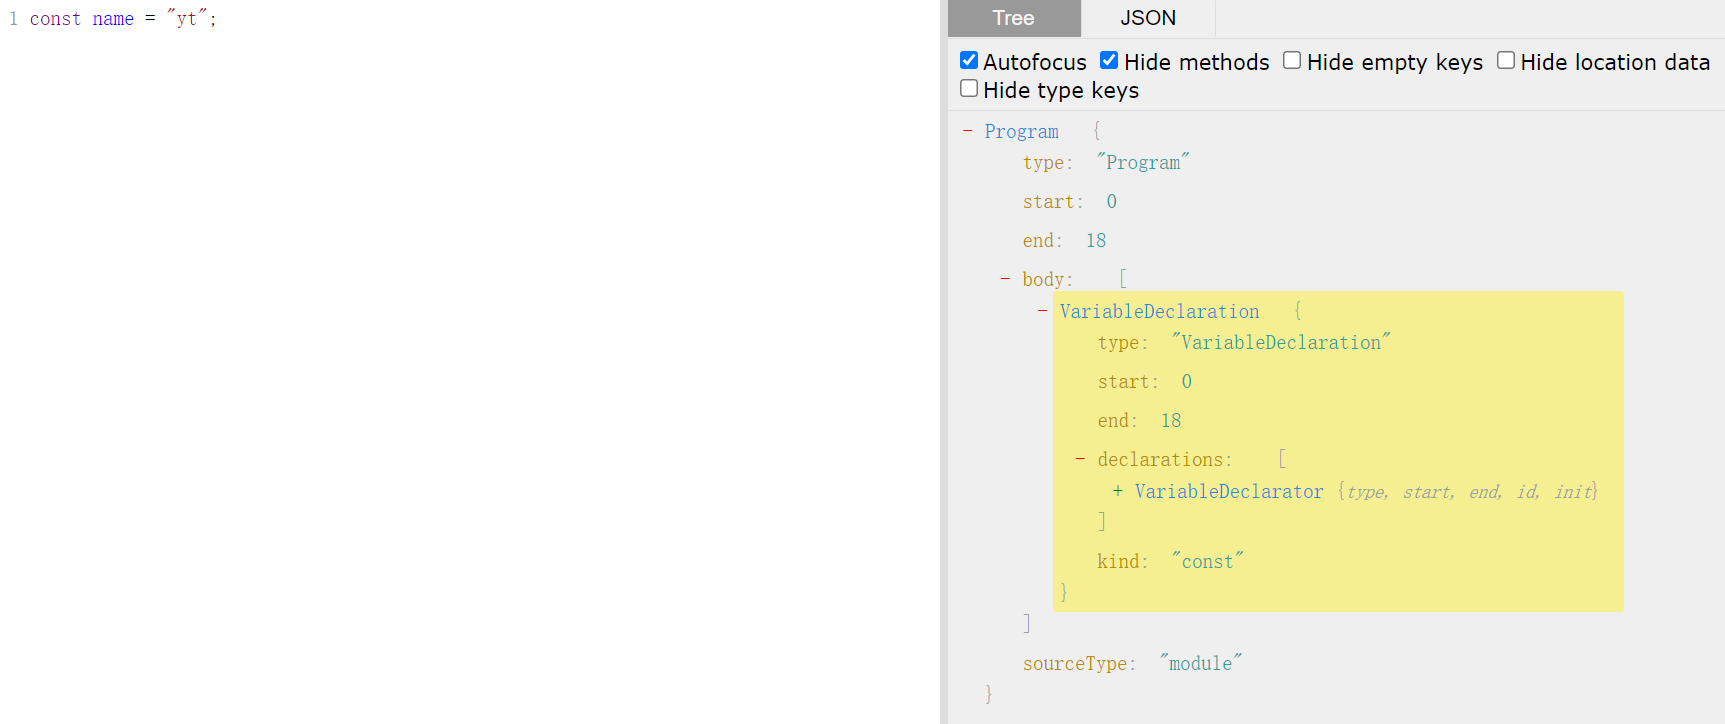 1 const name = "yt";
Tree JSON
Autofocus Hide methods Hide empty keys Hide location data
Hide type keys
- Program {
type: "Program"
start: 0
end: 18
- body: [
- VariableDeclaration {
type: "VariableDeclaration"
start: 0
end: 18
- declarations: [
+ VariableDeclarator {type, start, end, id, init}
]
kind: "const"
}
]
sourceType: "module"
}